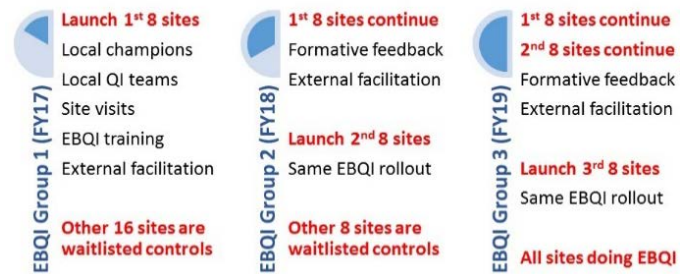 EBQI Group 1 (FY17)
Launch 1st 8 sites
Local champions
Local QI teams
Site visits
EBQI training
External facilitation
Other 16 sites are
waitlisted controls
EBQI Group 2 (FY18)
1st 8 sites continue
Formative feedback
External facilitation
Launch 2nd 8 sites
Same EBQI rollout
Other 8 sites are
waitlisted controls
EBQI Group 3 (FY19)
1st 8 sites continue
2nd 8 sites continue
Formative feedback
External facilitation
Launch 3rd 8 sites
Same EBQI rollout
All sites doing EBQI